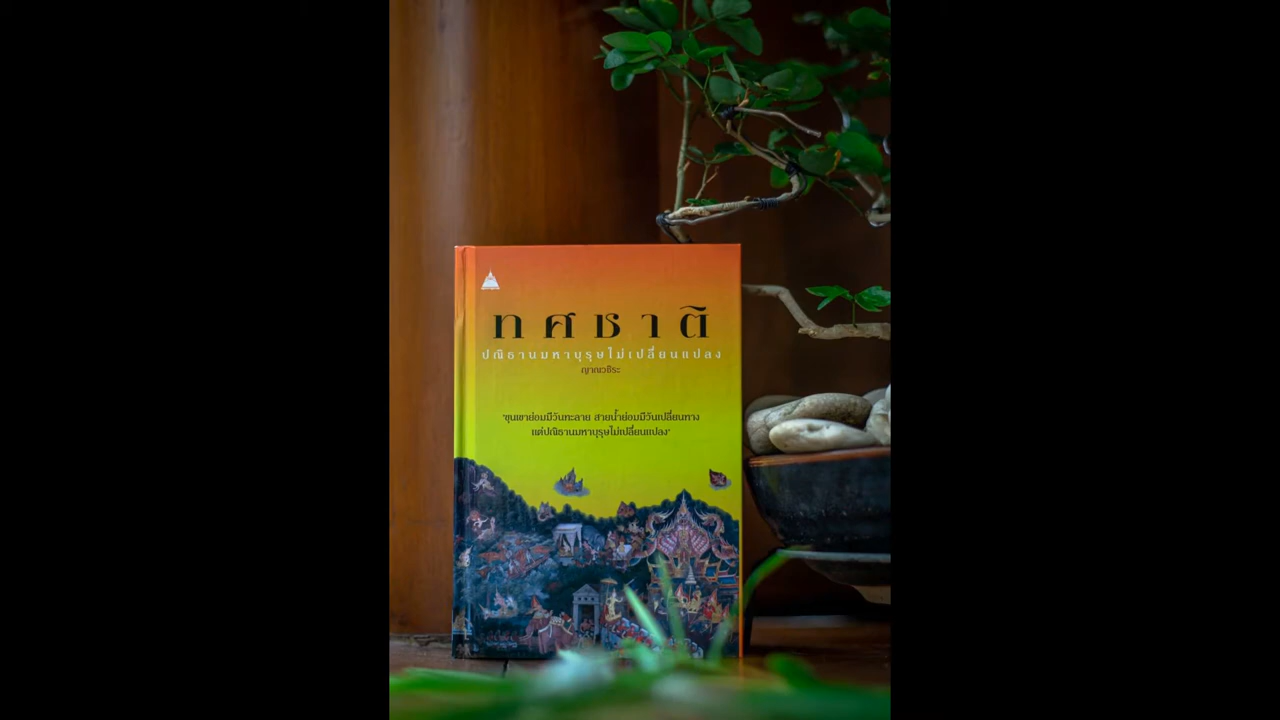 ทศชาติ
ปณิธานมหาบุรุษไม่เปลี่ยนแปลง
ญาณวชิระ
"ขุนเขาย่อมมีวันทะลาย สายน้ำย่อมมีวันเปลี่ยนทาง
แต่ปณิธานมหาบุรุษไม่เปลี่ยนแปลง"